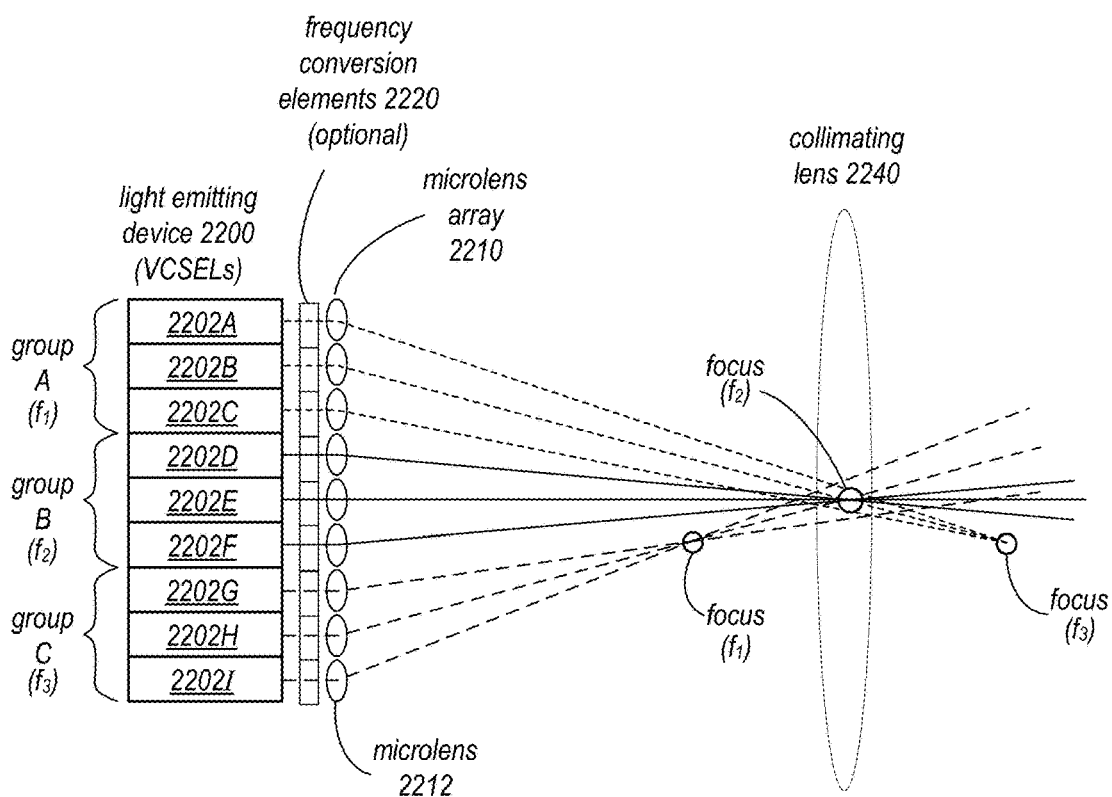 frequency
conversion
elements 2220
(optional)
collimating
lens 2240
microlens
array
2210
light emitting
device 2200
(VCSELs)
group
A
(f₁)
2202A
2202B
2202C
group
B
(f₂)
2202D
2202E
2202F
group
C
(f₃)
2202G
2202H
2202I
focus
(f₂)
focus
(f₁)
focus
(f₃)
microlens
2212